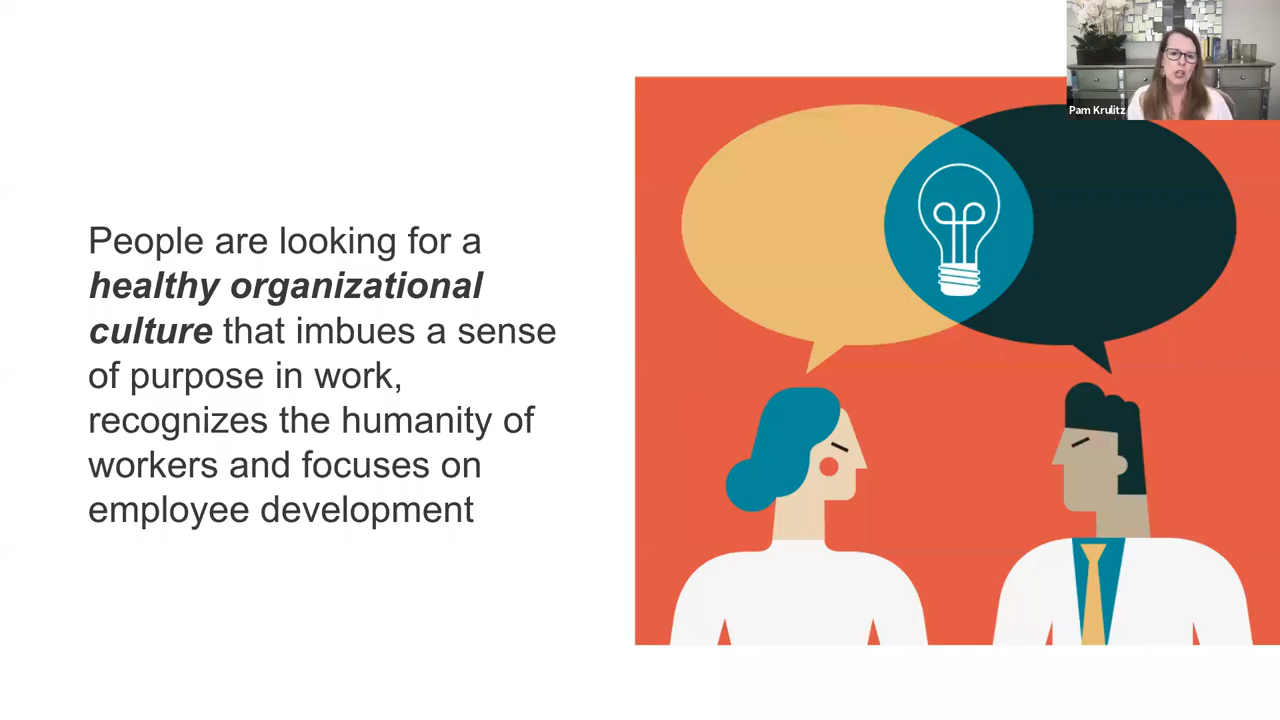 People are looking for a
healthy organizational
culture that imbues a sense
of purpose in work,
recognizes the humanity of
workers and focuses on
employee development
Pam Krulitz